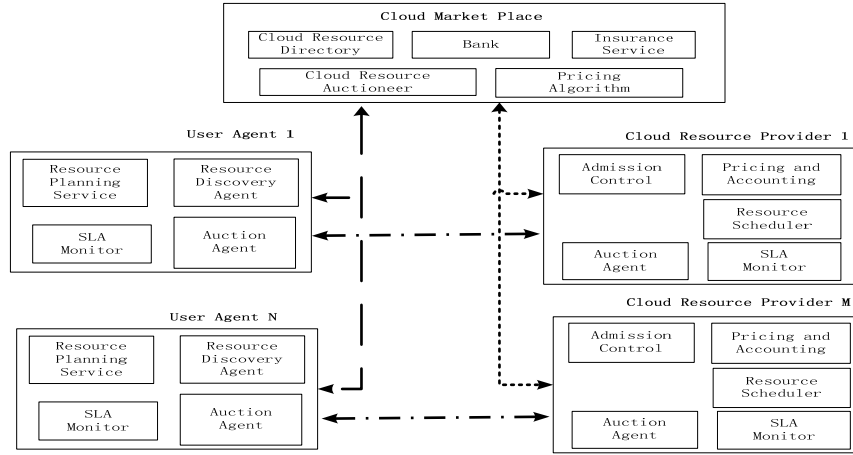 Cloud Market Place
Cloud Resource
Directory
Bank
Insurance
Service
Cloud Resource
Auctioneer
Pricing
Algorithm
User Agent 1
Resource
Planning
Service
Resource
Discovery
Agent
SLA
Monitor
Auction
Agent
Cloud Resource Provider 1
Admission
Control
Pricing and
Accounting
Resource
Scheduler
Auction
Agent
SLA
Monitor
User Agent N
Resource
Planning
Service
Resource
Discovery
Agent
SLA
Monitor
Auction
Agent
Cloud Resource Provider M
Admission
Control
Pricing and
Accounting
Resource
Scheduler
Auction
Agent
SLA
Monitor